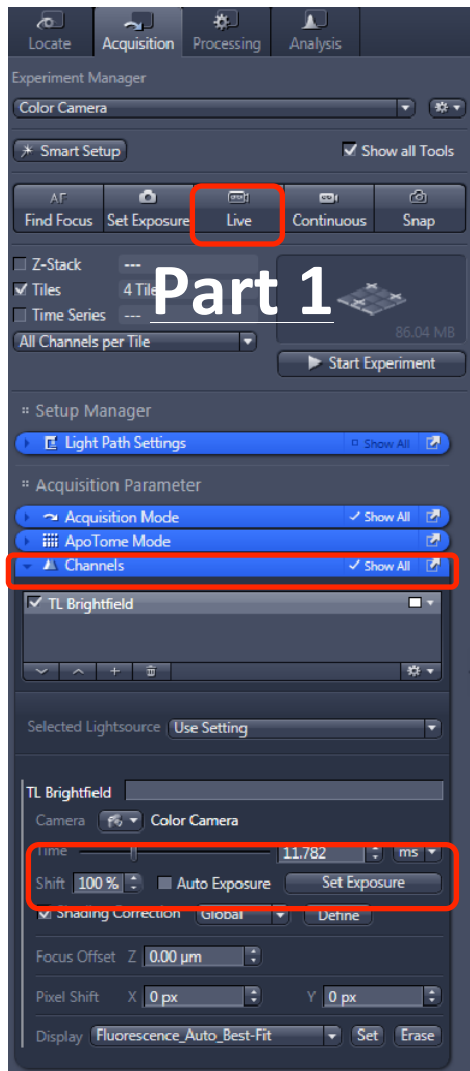 Locate Acquisition Processing Analysis
Experiment Manager
Color Camera
Smart Setup Show all Tools
AF
Find Focus Set Exposure Live Continuous Snap
Z-Stack ---
Tiles 4 Tile
Part 1
Time Series ---
86.04 MB
All Channels per Tile
Start Experiment
Setup Manager
Light Path Settings Show All
Acquisition Parameter
Acquisition Mode Show All
ApoTome Mode
Channels Show All
TL Brightfield
Selected Lightsource Use Setting
TL Brightfield
Camera Color Camera
Time 11.782 ms
Shift 100 % Auto Exposure Set Exposure
Shading Correction Global Define
Focus Offset Z 0.00 µm
Pixel Shift X 0 px Y 0 px
Display Fluorescence_Auto_Best-Fit Set Erase